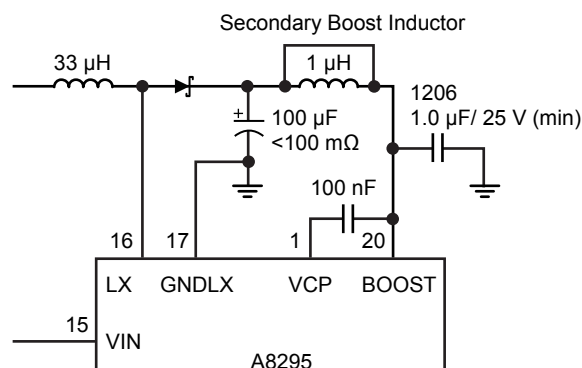 Secondary Boost Inductor
33 µH
1 µH
1206
1.0 µF/ 25 V (min)
+
100 µF
<100 mΩ
100 nF
16
17
1
20
LX
GNDLX
VCP
BOOST
15
VIN
A8295